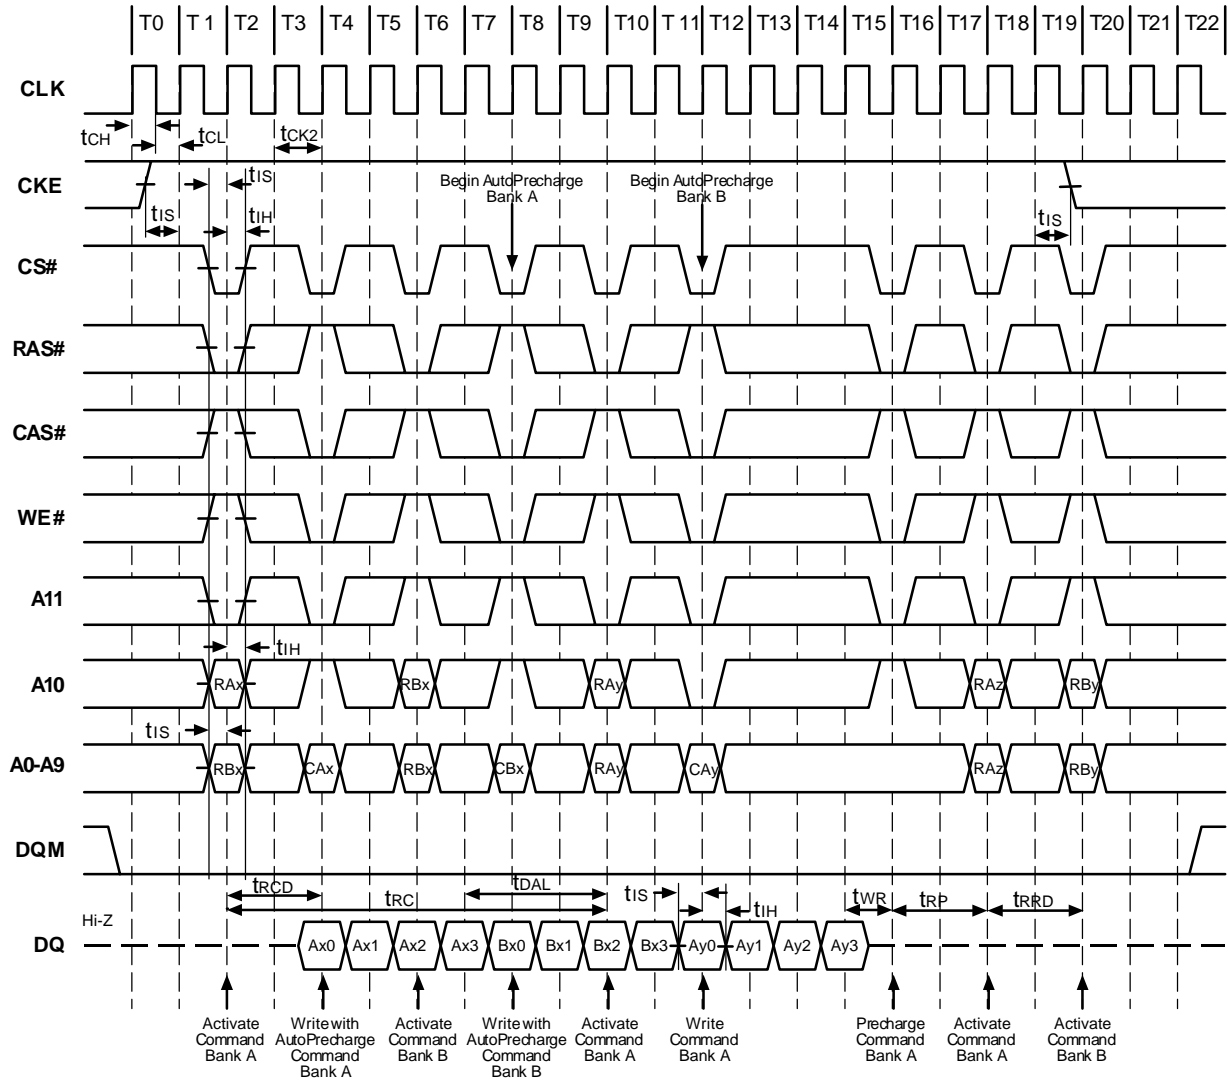 T0 T 1 T2 T3 T4 T5 T6 T7 T8 T9 T10 T 11 T12 T13 T14 T15 T16 T17 T18 T19 T20 T21 T22
CLK
tCH tCL tCK2
CKE
tIS
Begin AutoPrecharge
Bank A
Begin AutoPrecharge
Bank B
tIS tIH tIS
CS#
RAS#
CAS#
WE#
A11
tIH
A10
RAx RBx RAy RAz RBy
tIS
A0-A9
RBx CAx RBx CBx RAy CAy RAz RBy
DQM
tRCD tDAL tIS tWR tRP tRRD
tRC tIH
Hi-Z
DQ
Ax0 Ax1 Ax2 Ax3 Bx0 Bx1 Bx2 Bx3 Ay0 Ay1 Ay2 Ay3
Activate
Command
Bank A
Write with
AutoPrecharge
Command
Bank A
Activate
Command
Bank B
Write with
AutoPrecharge
Command
Bank B
Activate
Command
Bank A
Write
Command
Bank A
Precharge
Command
Bank A
Activate
Command
Bank A
Activate
Command
Bank B